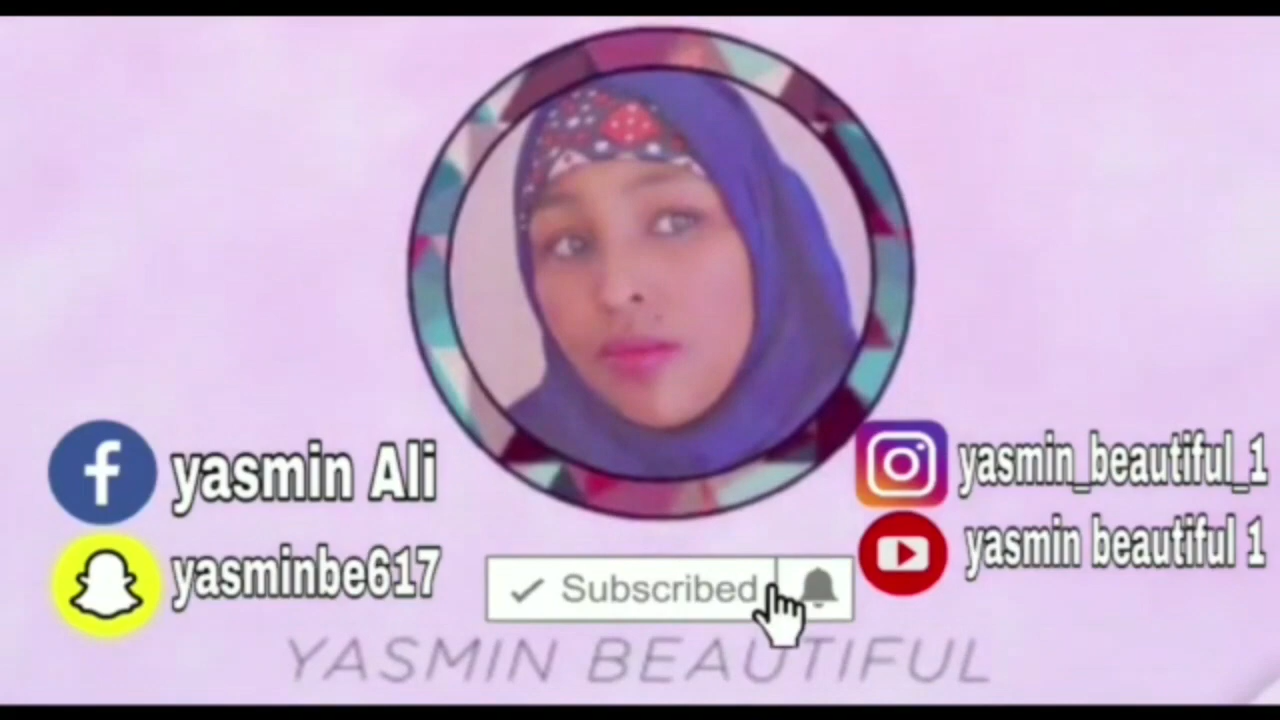 yasmin Ali
yasminbe617
yasmin_beautiful_1
yasmin beautiful 1
Subscribed
YASMIN BEAUTIFUL